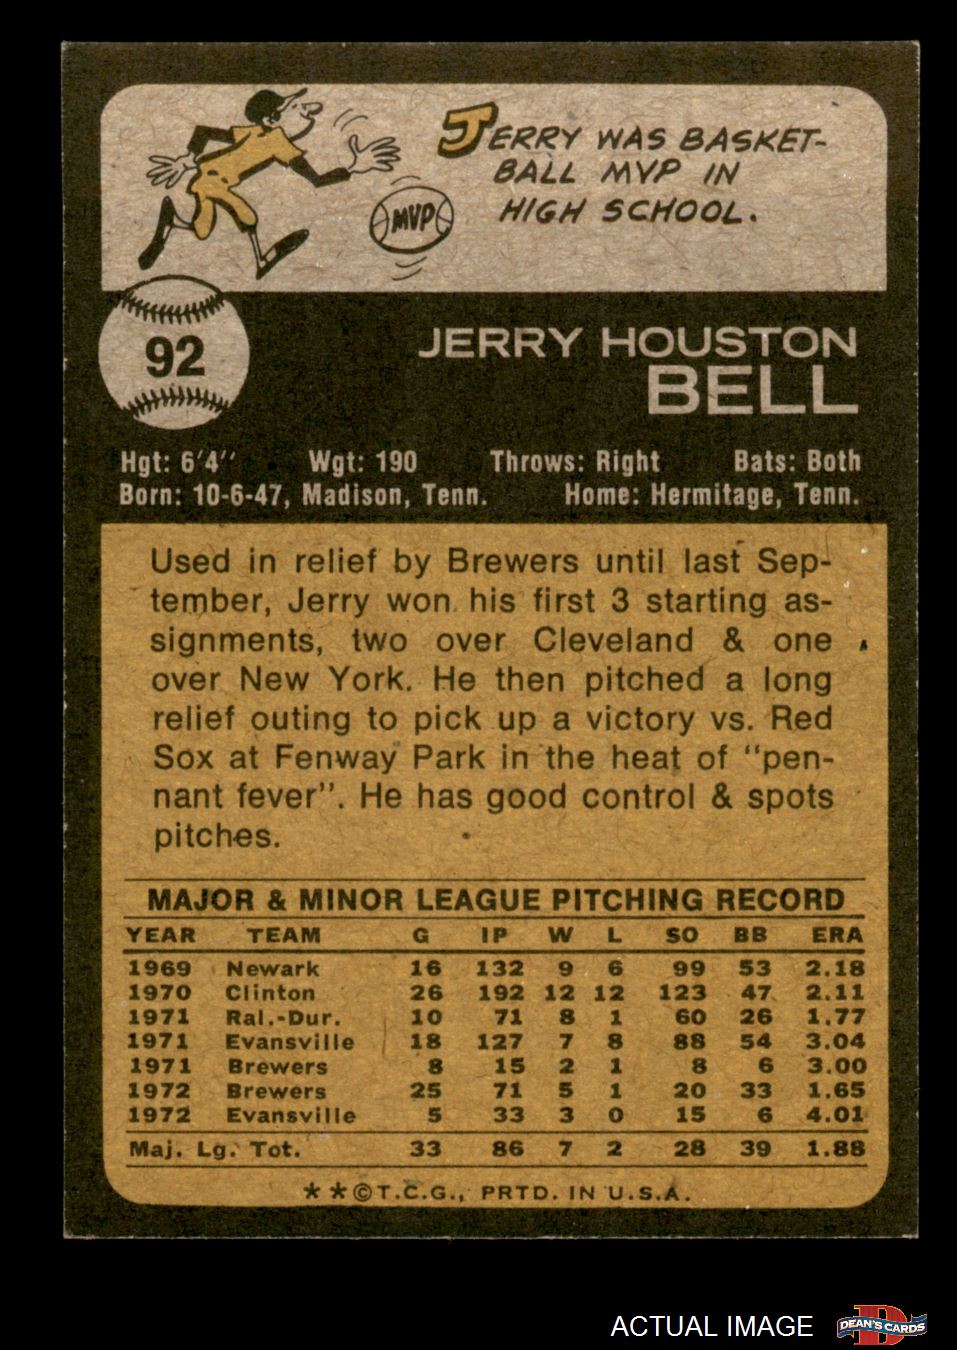 JERRY WAS BASKET-
BALL MVP IN
HIGH SCHOOL.
MVP
92
JERRY HOUSTON
BELL
Hgt: 6'4'' Wgt: 190 Throws: Right Bats: Both
Born: 10-6-47, Madison, Tenn. Home: Hermitage, Tenn.
Used in relief by Brewers until last Sep-
tember, Jerry won his first 3 starting as-
signments, two over Cleveland & one
over New York. He then pitched a long
relief outing to pick up a victory vs. Red
Sox at Fenway Park in the heat of "pen-
nant fever". He has good control & spots
pitches.
MAJOR & MINOR LEAGUE PITCHING RECORD
YEAR TEAM G IP W L SO BB ERA
1969 Newark 16 132 9 6 99 53 2.18
1970 Clinton 26 192 12 12 123 47 2.11
1971 Ral.-Dur. 10 71 8 1 60 26 1.77
1971 Evansville 18 127 7 8 88 54 3.04
1971 Brewers 8 15 2 1 8 6 3.00
1972 Brewers 25 71 5 1 20 33 1.65
1972 Evansville 5 33 3 0 15 6 4.01
Maj. Lg. Tot. 33 86 7 2 28 39 1.88
**©T.C.G., PRTD. IN U.S.A.
ACTUAL IMAGE
D
DEAN'S CARDS